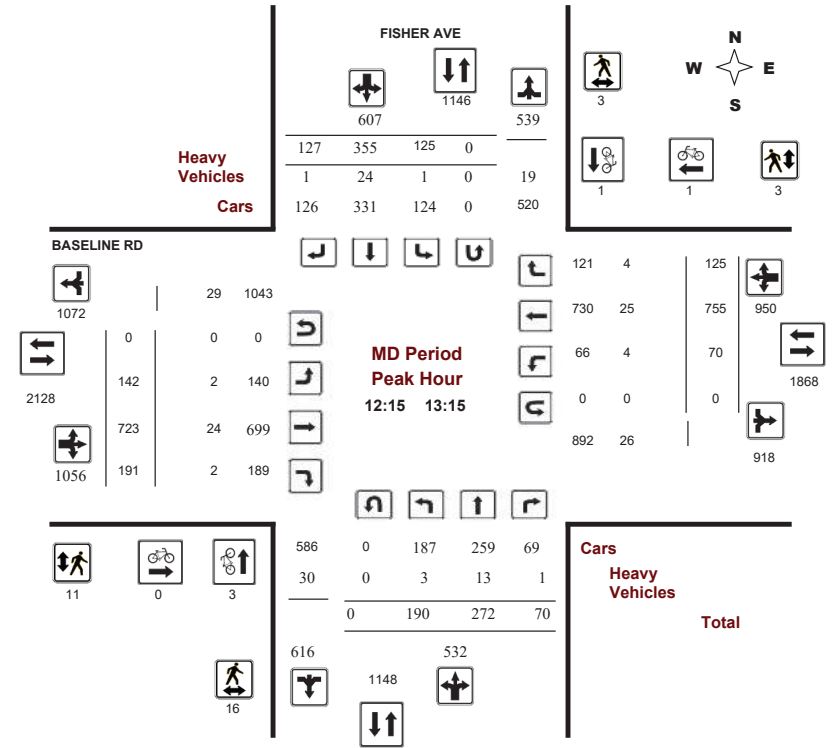 FISHER AVE
N
W E
S
1146
3
607 539
127 355 125 0
Heavy
Vehicles
1 24 1 0 19
Cars
126 331 124 0 520
1 1 3
BASELINE RD
1072
29 1043
121 4 125
730 25 755 950
0 0 0
MD Period
Peak Hour
12:15 13:15
66 4 70
1868
2128
142 2 140
0 0 0
723 24 699
892 26
918
1056
191 2 189
586 0 187 259 69
Cars
30 0 3 13 1
Heavy
Vehicles
11 0 3
0 190 272 70
Total
616 532
1148
16